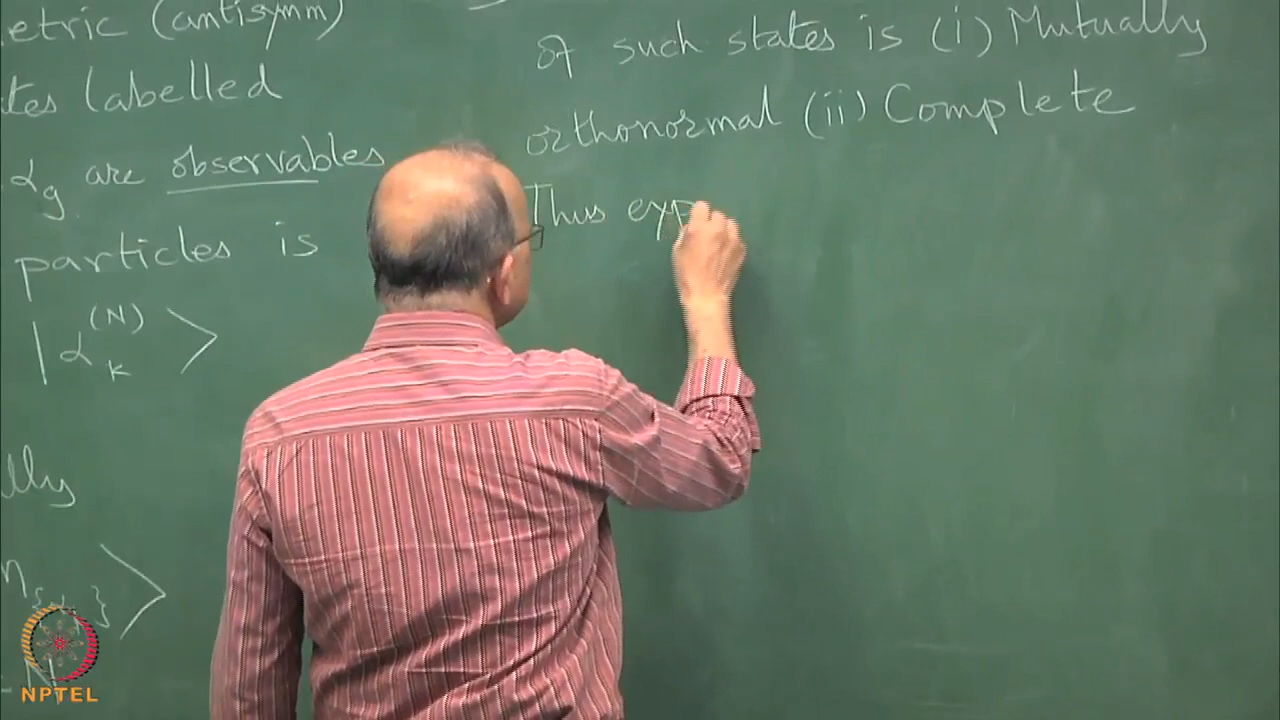 etric (antisymm)
tes labelled
α_g are observables
particles is
|α_k^(N)⟩
lly
n_{
of such states is (i) Mutually
orthonormal (ii) Complete
Thus exp
NPTEL